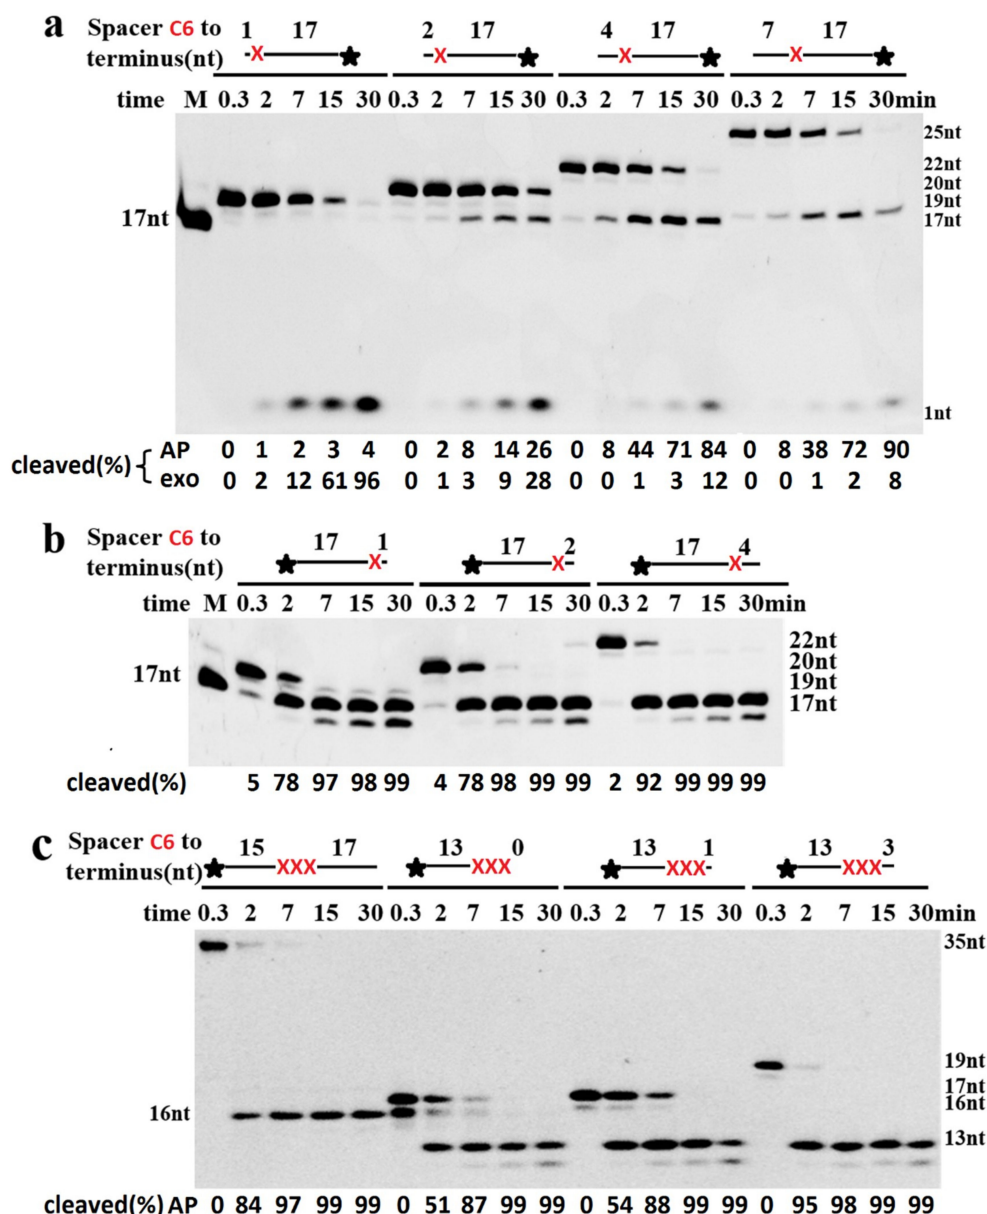 a Spacer C6 to terminus(nt)
1 X 17 2 X 17 4 X 17 7 X 17
time M 0.3 2 7 15 30 0.3 2 7 15 30 0.3 2 7 15 30 0.3 2 7 15 30min
25nt
22nt
20nt
19nt
17nt 17nt
1nt
cleaved(%) AP 0 1 2 3 4 0 2 8 14 26 0 8 44 71 84 0 8 38 72 90
exo 0 2 12 61 96 0 1 3 9 28 0 0 1 3 12 0 0 1 2 8
b Spacer C6 to terminus(nt)
17 X 1 17 X 2 17 X 4
time M 0.3 2 7 15 30 0.3 2 7 15 30 0.3 2 7 15 30min
22nt
20nt
17nt 19nt
17nt
cleaved(%) 5 78 97 98 99 4 78 98 99 99 2 92 99 99 99
c Spacer C6 to terminus(nt)
15 XXX 17 13 XXX 0 13 XXX 1 13 XXX 3
time 0.3 2 7 15 30 0.3 2 7 15 30 0.3 2 7 15 30 0.3 2 7 15 30min
35nt
19nt
17nt
16nt 16nt
13nt
cleaved(%) AP 0 84 97 99 99 0 51 87 99 99 0 54 88 99 99 0 95 98 99 99